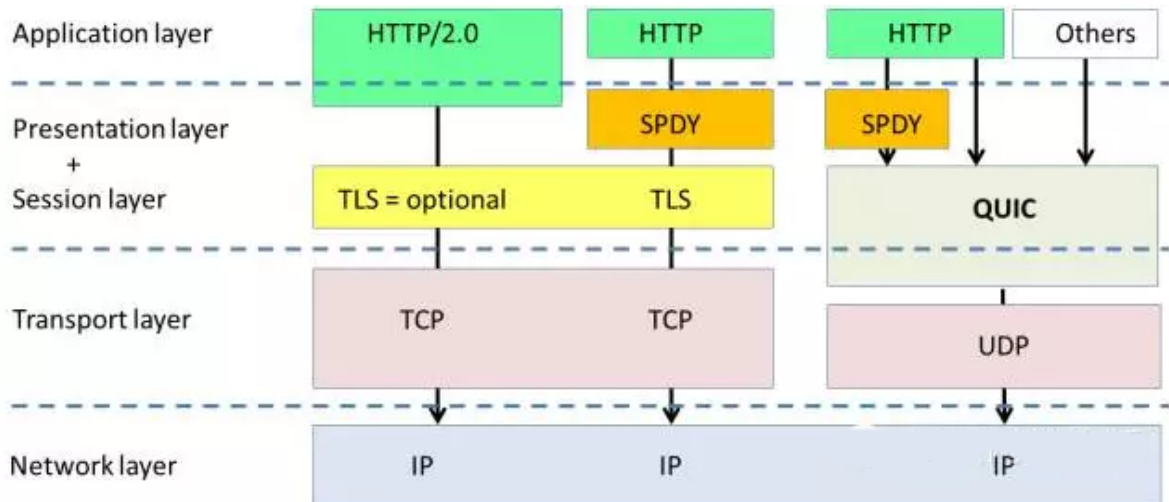 Application layer
HTTP/2.0
HTTP
HTTP
Others
Presentation layer
+
Session layer
SPDY
SPDY
TLS = optional
TLS
QUIC
Transport layer
TCP
TCP
UDP
Network layer
IP
IP
IP